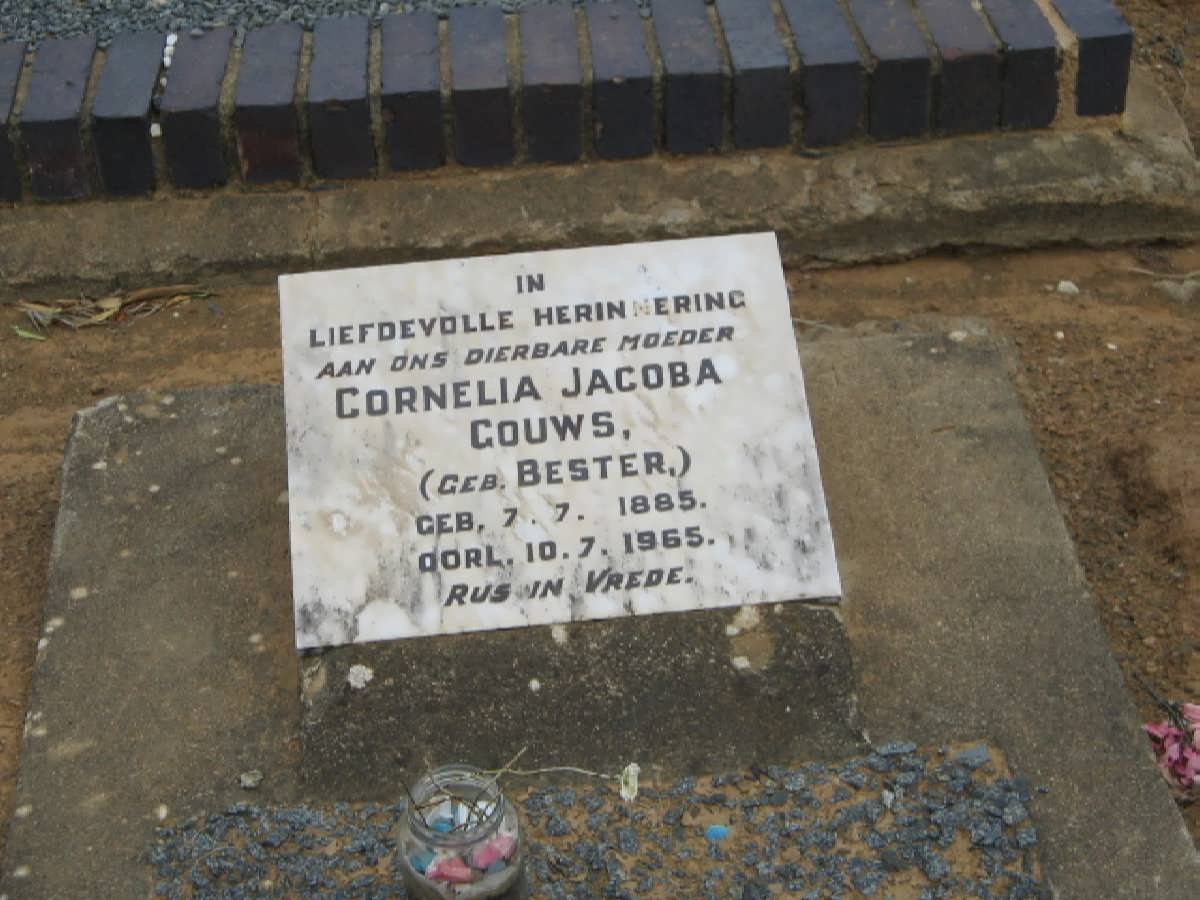 IN
LIEFDEVOLLE HERINNERING
AAN ONS DIERBARE MOEDER
CORNELIA JACOBA
GOUWS,
(GEB. BESTER,)
GEB. 7. 7. 1885.
OORL. 10. 7. 1965.
RUS IN VREDE.